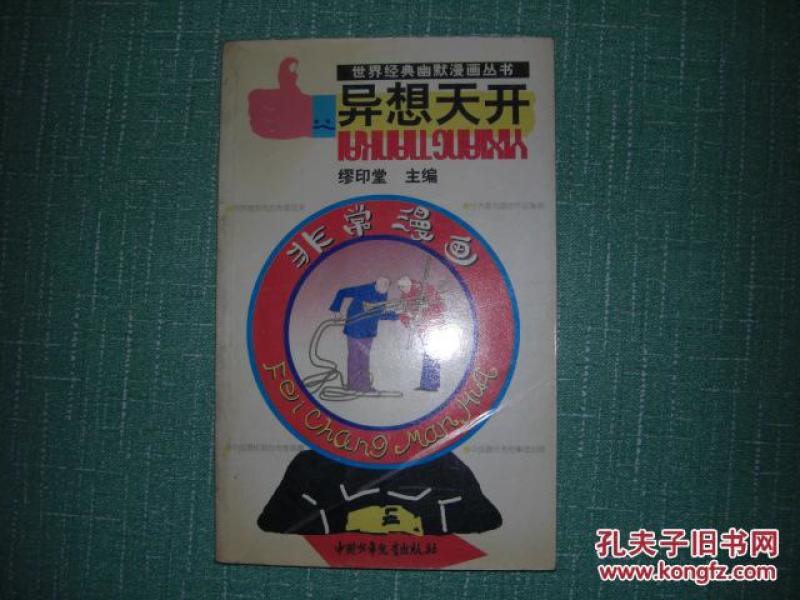 世界经典幽默漫画丛书
异想天开
YIXIANGTIANKAI
缪印堂 主编
非常漫画
Fei Chang Man Hua
中国少年儿童出版社
孔夫子旧书网
www.kongfz.com